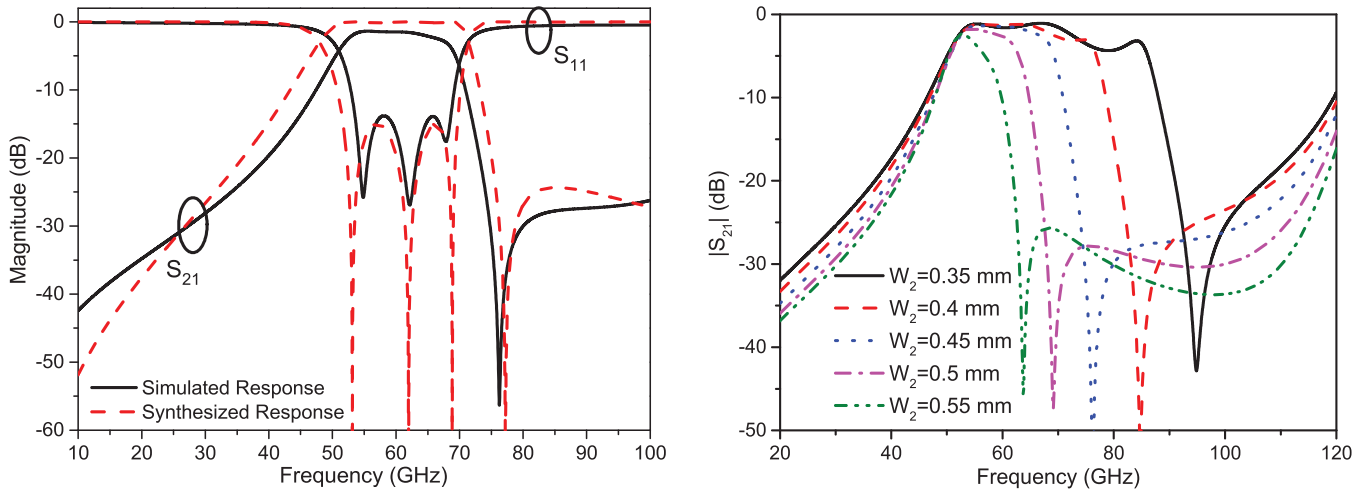 0
-10
-20
-30
-40
-50
-60
Magnitude (dB)
S11
S21
Simulated Response
Synthesized Response
10 20 30 40 50 60 70 80 90 100
Frequency (GHz)
0
-10
-20
-30
-40
-50
|S21| (dB)
W2=0.35 mm
W2=0.4 mm
W2=0.45 mm
W2=0.5 mm
W2=0.55 mm
20 40 60 80 100 120
Frequency (GHz)